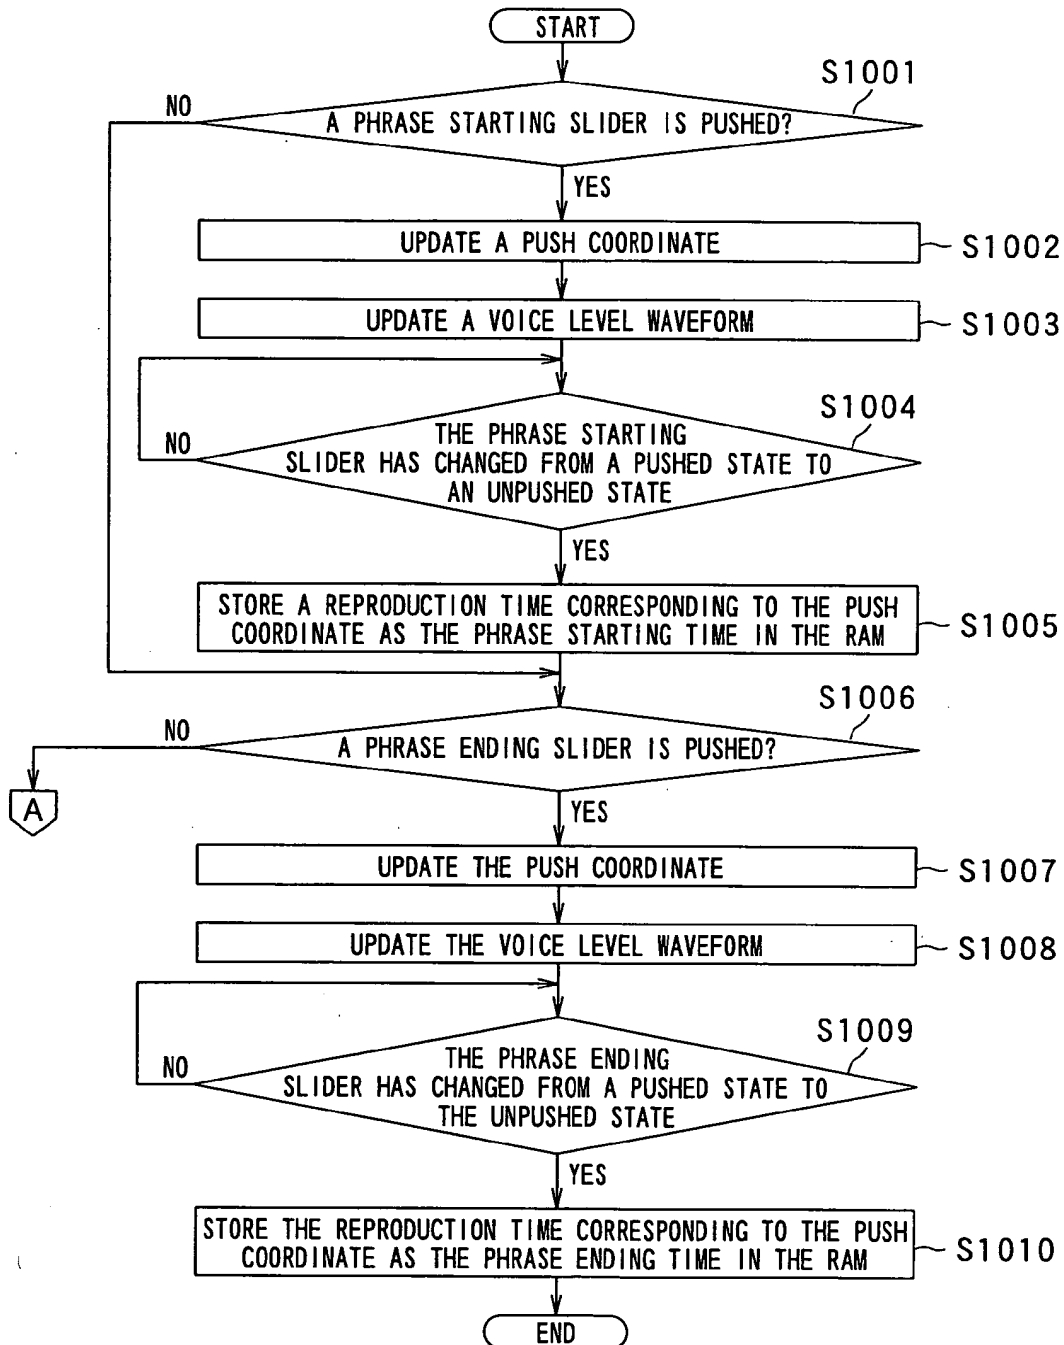 START
S1001
NO
A PHRASE STARTING SLIDER IS PUSHED?
YES
UPDATE A PUSH COORDINATE
S1002
UPDATE A VOICE LEVEL WAVEFORM
S1003
S1004
NO
THE PHRASE STARTING
SLIDER HAS CHANGED FROM A PUSHED STATE TO
AN UNPUSHED STATE
YES
STORE A REPRODUCTION TIME CORRESPONDING TO THE PUSH
COORDINATE AS THE PHRASE STARTING TIME IN THE RAM
S1005
S1006
NO
A PHRASE ENDING SLIDER IS PUSHED?
A
YES
UPDATE THE PUSH COORDINATE
S1007
UPDATE THE VOICE LEVEL WAVEFORM
S1008
S1009
NO
THE PHRASE ENDING
SLIDER HAS CHANGED FROM A PUSHED STATE TO
THE UNPUSHED STATE
YES
STORE THE REPRODUCTION TIME CORRESPONDING TO THE PUSH
COORDINATE AS THE PHRASE ENDING TIME IN THE RAM
S1010
END